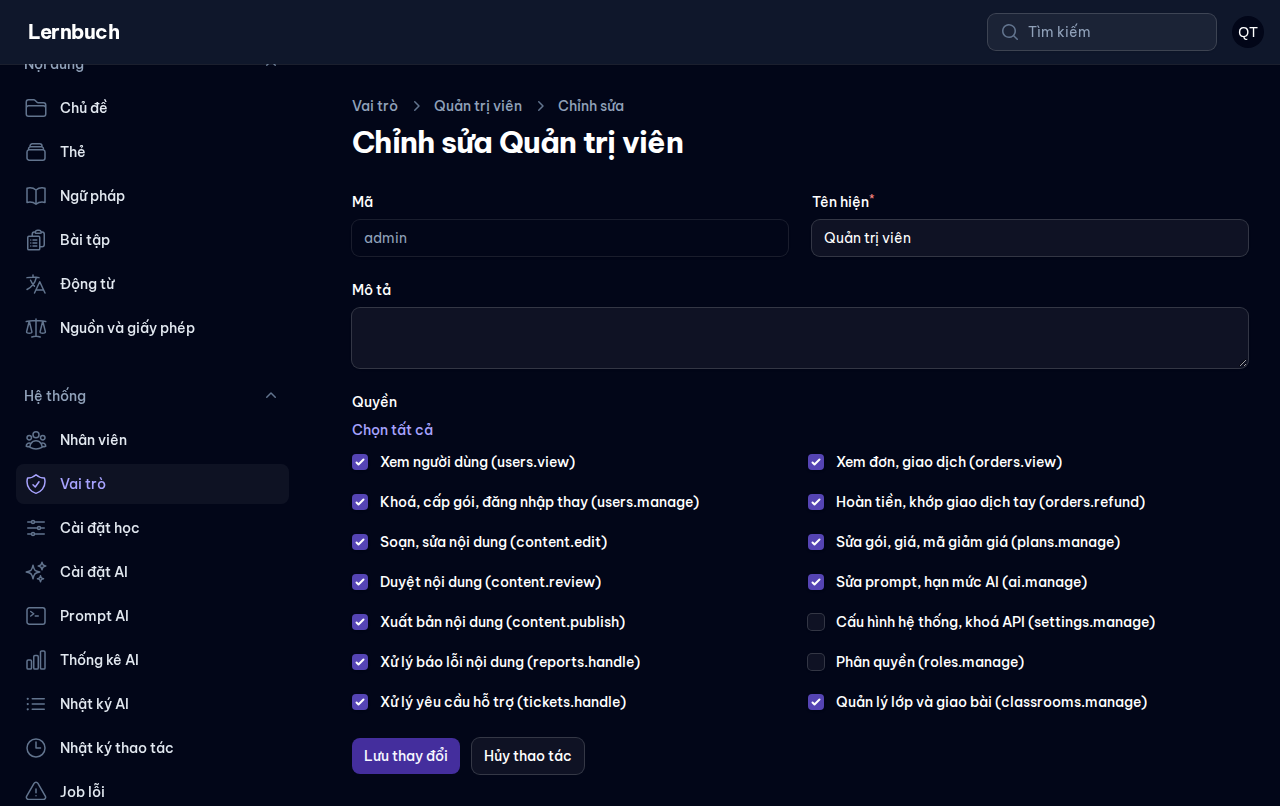 Lernbuch
Tìm kiếm
QT
Nội dung
Chủ đề
Thẻ
Ngữ pháp
Bài tập
Động từ
Nguồn và giấy phép
Hệ thống
Nhân viên
Vai trò
Cài đặt học
Cài đặt AI
Prompt AI
Thống kê AI
Nhật ký AI
Nhật ký thao tác
Job lỗi
Vai trò > Quản trị viên > Chỉnh sửa
Chỉnh sửa Quản trị viên
Mã
Tên hiện*
admin
Quản trị viên
Mô tả
Quyền
Chọn tất cả
Xem người dùng (users.view)
Xem đơn, giao dịch (orders.view)
Khoá, cấp gói, đăng nhập thay (users.manage)
Hoàn tiền, khớp giao dịch tay (orders.refund)
Soạn, sửa nội dung (content.edit)
Sửa gói, giá, mã giảm giá (plans.manage)
Duyệt nội dung (content.review)
Sửa prompt, hạn mức AI (ai.manage)
Xuất bản nội dung (content.publish)
Cấu hình hệ thống, khoá API (settings.manage)
Xử lý báo lỗi nội dung (reports.handle)
Phân quyền (roles.manage)
Xử lý yêu cầu hỗ trợ (tickets.handle)
Quản lý lớp và giao bài (classrooms.manage)
Lưu thay đổi
Hủy thao tác